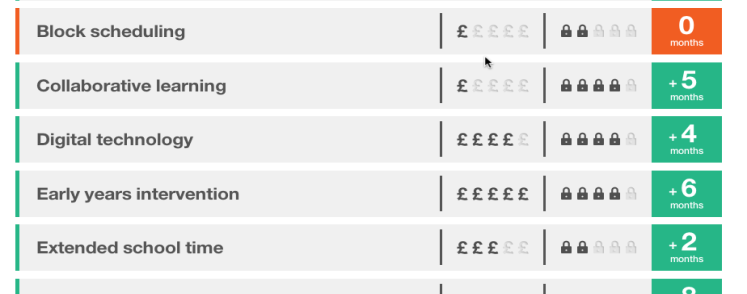 Block scheduling £££££ 0 months
Collaborative learning £££££ +5 months
Digital technology £££££ +4 months
Early years intervention £££££ +6 months
Extended school time £££££ +2 months